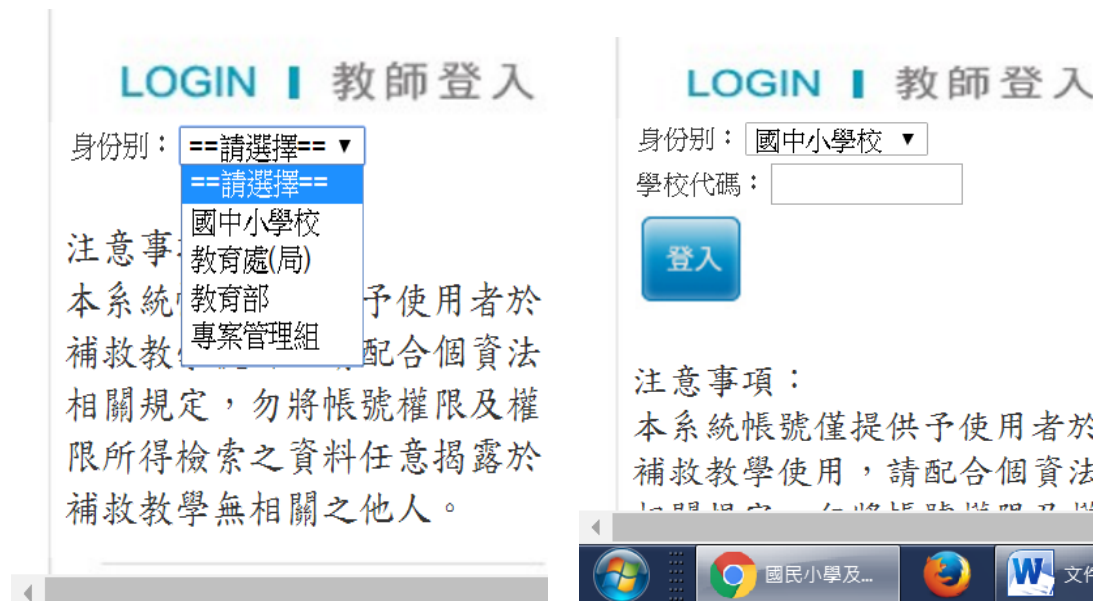 LOGIN | 教師登入
身份別：==請選擇== ▼
==請選擇==
國中小學校
教育處(局)
教育部
專案管理組
注意事
本系統 予使用者於
補救教 配合個資法
相關規定，勿將帳號權限及權
限所得檢索之資料任意揭露於
補救教學無相關之他人。
LOGIN | 教師登入
身份別：國中小學校 ▼
學校代碼：
登入
注意事項：
本系統帳號僅提供予使用者於
補救教學使用，請配合個資法
國民小學及...
W 文件